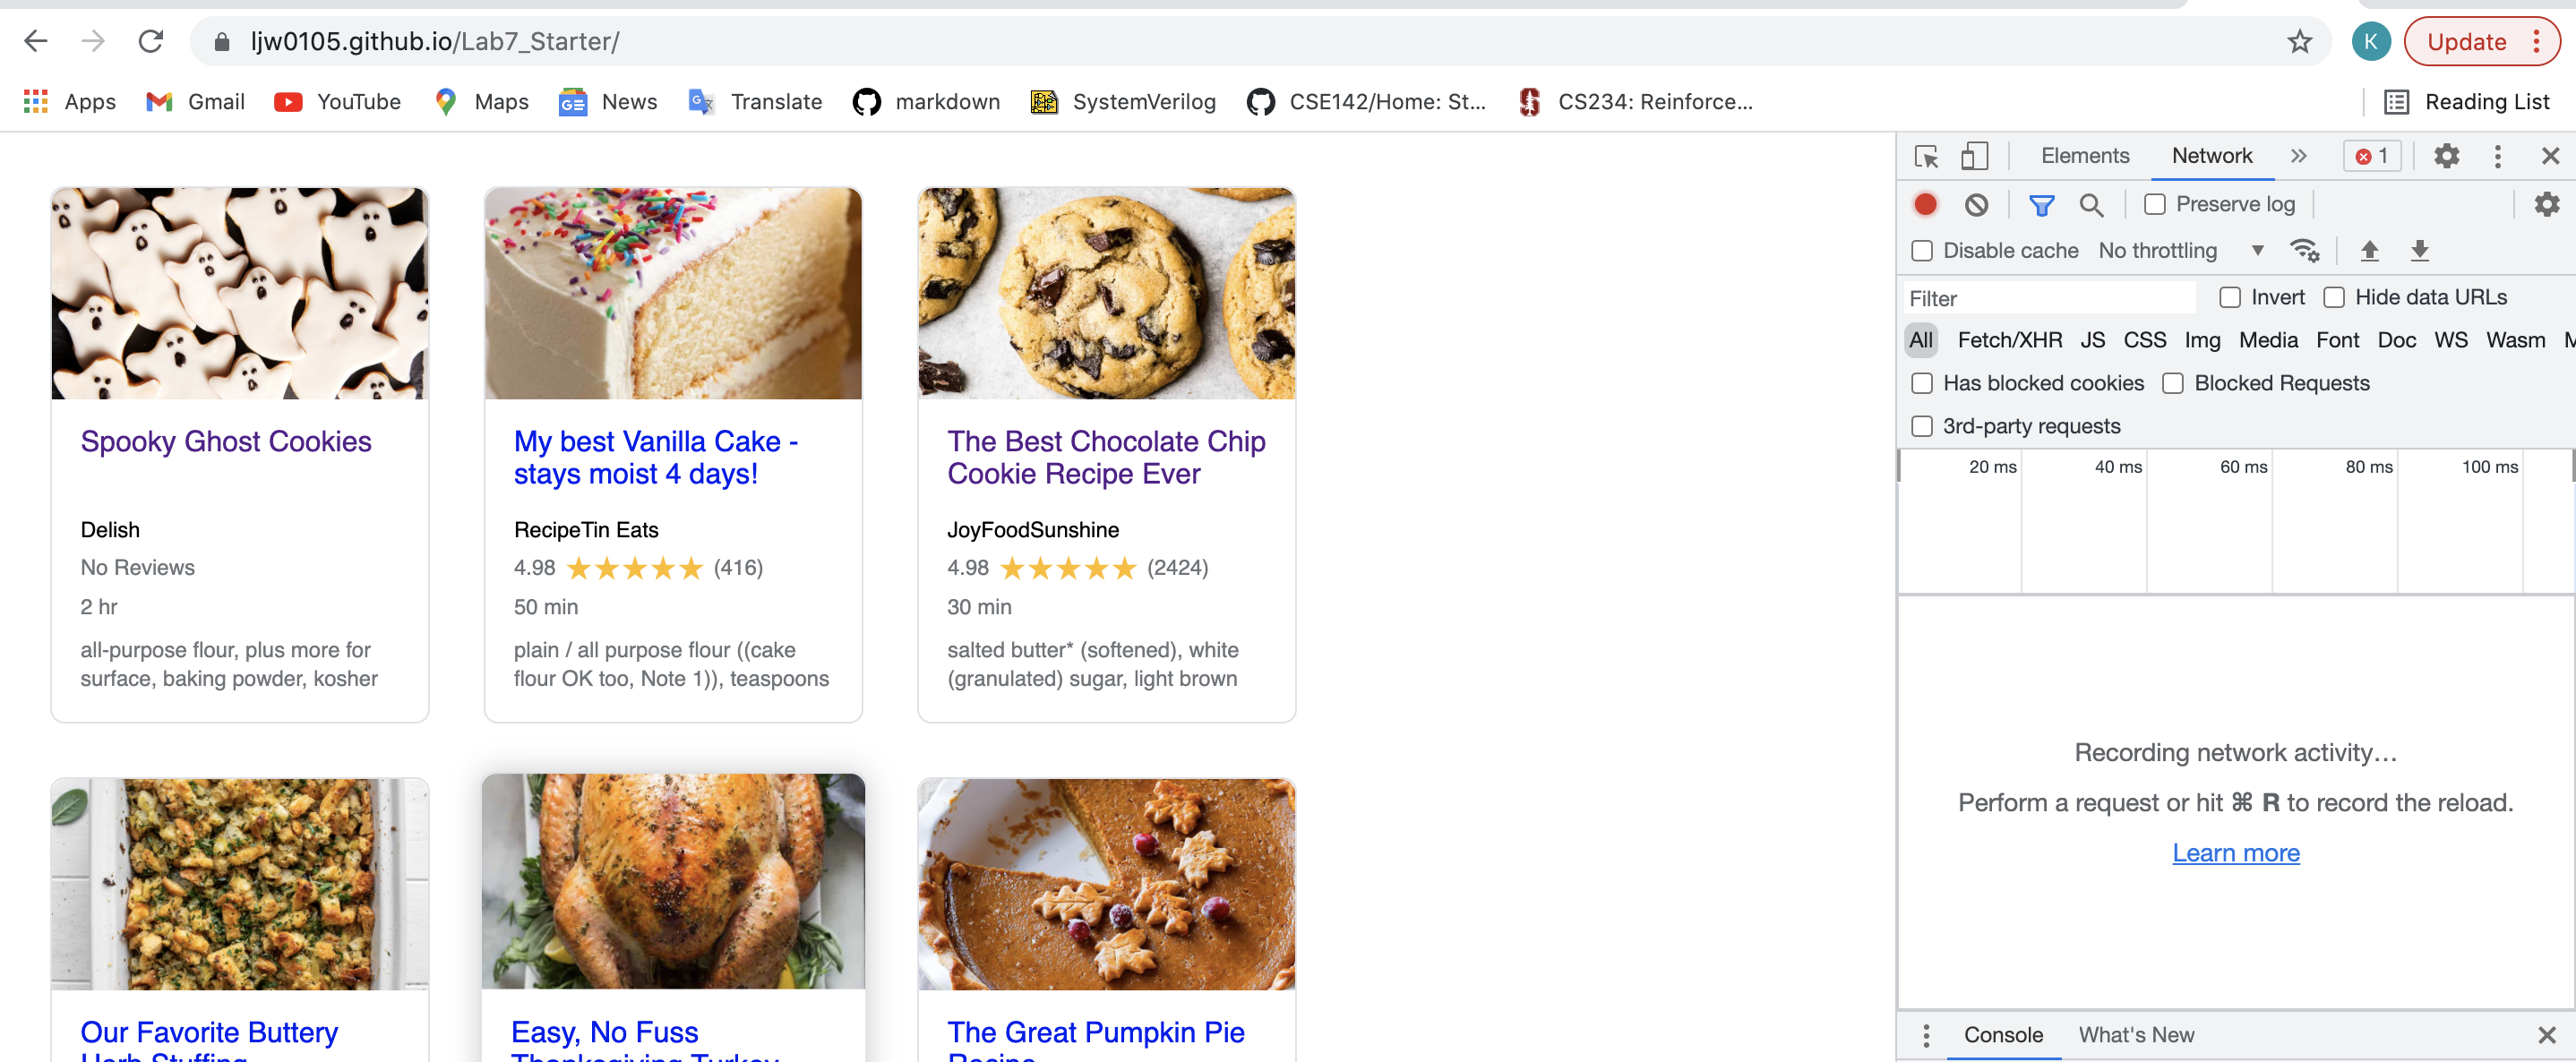 ljw0105.github.io/Lab7_Starter/
K
Update
Apps
Gmail
YouTube
Maps
News
Translate
markdown
SystemVerilog
CSE142/Home: St...
CS234: Reinforce...
Reading List
Elements
Network
1
Preserve log
Disable cache
No throttling
Filter
Invert
Hide data URLs
All Fetch/XHR JS CSS Img Media Font Doc WS Wasm
Has blocked cookies
Blocked Requests
3rd-party requests
20 ms
40 ms
60 ms
80 ms
100 ms
Recording network activity…
Perform a request or hit ⌘ R to record the reload.
Learn more
Console
What's New
Spooky Ghost Cookies
Delish
No Reviews
2 hr
all-purpose flour, plus more for
surface, baking powder, kosher
My best Vanilla Cake -
stays moist 4 days!
RecipeTin Eats
4.98 ★★★★★ (416)
50 min
plain / all purpose flour ((cake
flour OK too, Note 1)), teaspoons
The Best Chocolate Chip
Cookie Recipe Ever
JoyFoodSunshine
4.98 ★★★★★ (2424)
30 min
salted butter* (softened), white
(granulated) sugar, light brown
Our Favorite Buttery
Herb Stuffing
Easy, No Fuss
Thanksgiving Turkey
The Great Pumpkin Pie
Recipe